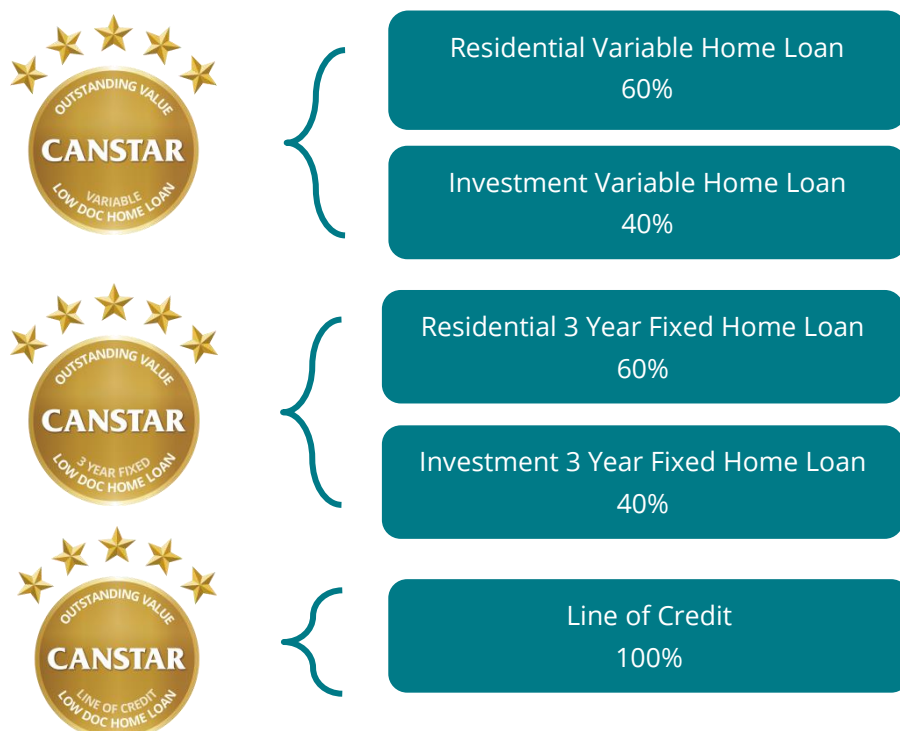 OUTSTANDING VALUE
CANSTAR
VARIABLE
LOW DOC HOME LOAN
Residential Variable Home Loan
60%
Investment Variable Home Loan
40%
OUTSTANDING VALUE
CANSTAR
3 YEAR FIXED
LOW DOC HOME LOAN
Residential 3 Year Fixed Home Loan
60%
Investment 3 Year Fixed Home Loan
40%
OUTSTANDING VALUE
CANSTAR
LINE OF CREDIT
LOW DOC HOME LOAN
Line of Credit
100%